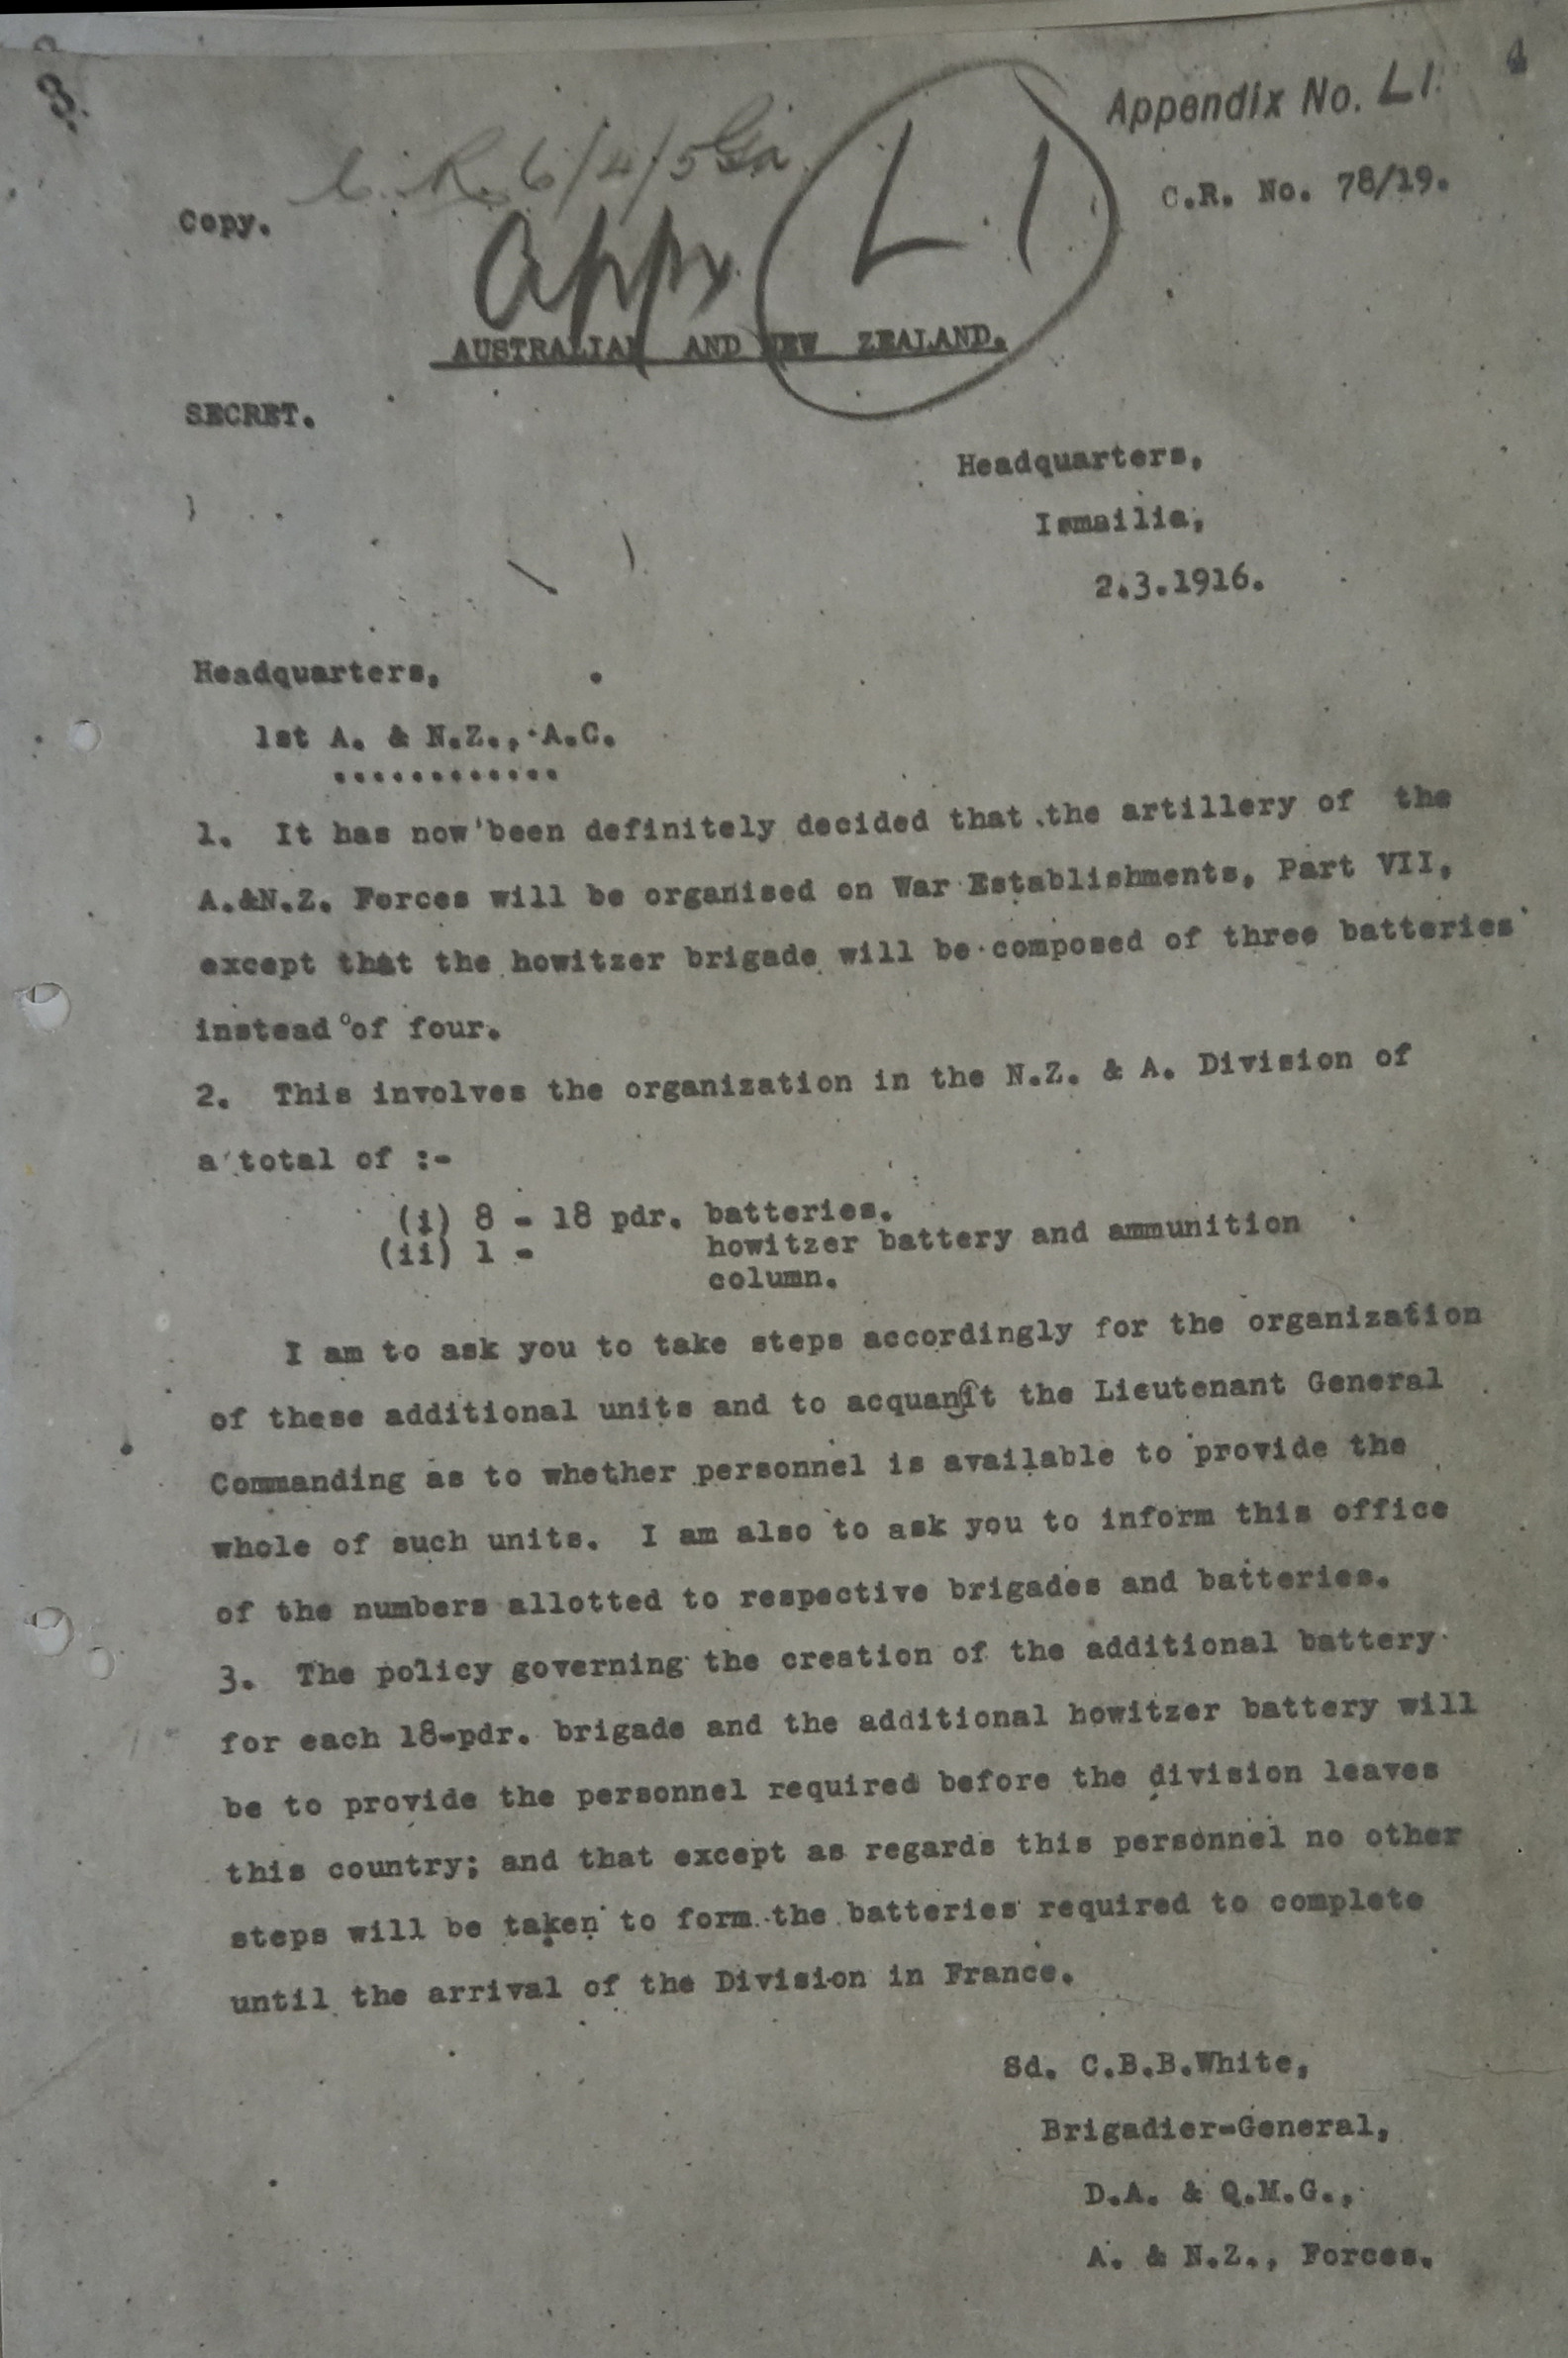 3.
4
Appendix No. L1.
C.R. 6/4/5 Ga
C.R. No. 78/19.
Copy.
Appx. L.1
AUSTRALIAN AND NEW ZEALAND.
SECRET.
Headquarters,
Ismailia,
2.3.1916.
Headquarters,
1st A. & N.Z., A.C.
............
1. It has now been definitely decided that the artillery of the
A.&N.Z. Forces will be organised on War Establishments, Part VII,
except that the howitzer brigade will be composed of three batteries
instead of four.
2. This involves the organization in the N.Z. & A. Division of
a total of :-
(i) 8 - 18 pdr. batteries.
(ii) 1 - howitzer battery and ammunition
column.
I am to ask you to take steps accordingly for the organization
of these additional units and to acquanit the Lieutenant General
Commanding as to whether personnel is available to provide the
whole of such units. I am also to ask you to inform this office
of the numbers allotted to respective brigades and batteries.
3. The policy governing the creation of the additional battery
for each 18-pdr. brigade and the additional howitzer battery will
be to provide the personnel required before the division leaves
this country; and that except as regards this personnel no other
steps will be taken to form the batteries required to complete
until the arrival of the Division in France.
Sd. C.B.B.White,
Brigadier-General,
D.A. & Q.M.G.,
A. & N.Z., Forces.